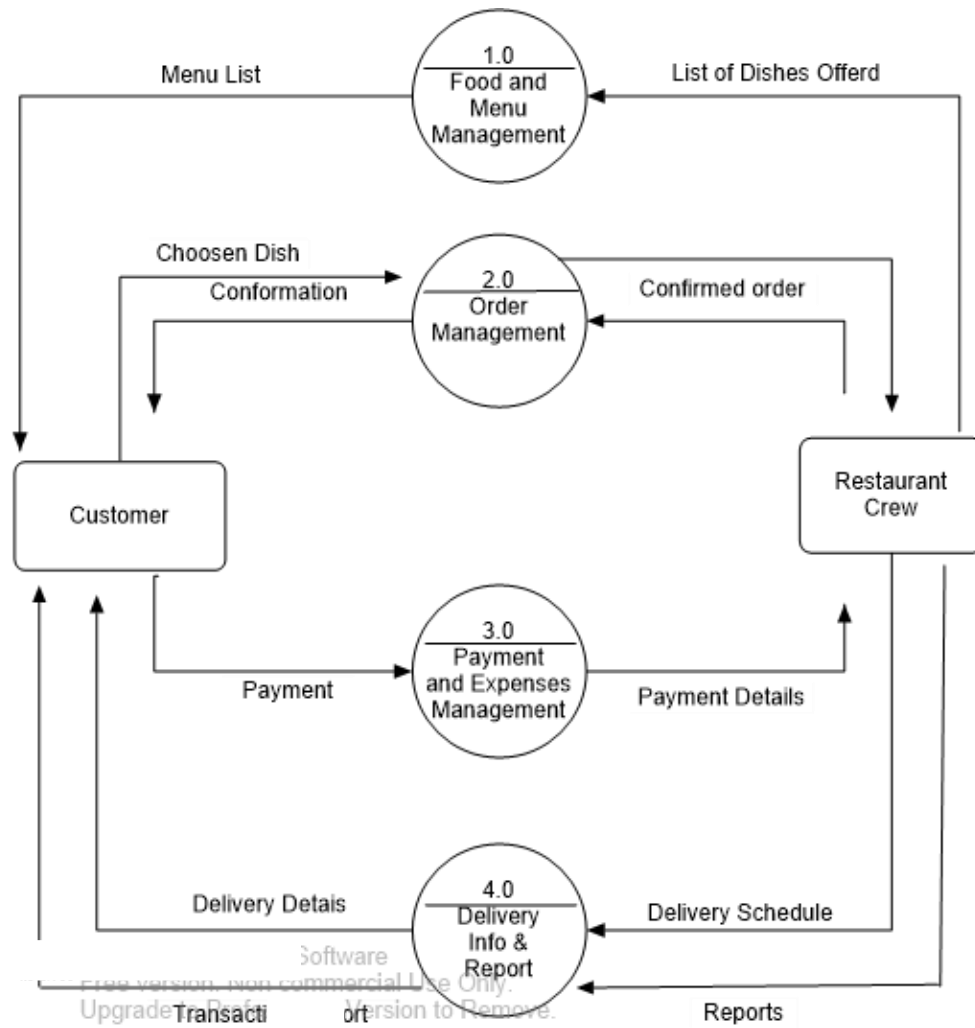 1.0
Menu List
List of Dishes Offerd
Food and
Menu
Management
Choosen Dish
2.0
Conformation
Confirmed order
Order
Management
Restaurant
Crew
Customer
3.0
Payment
and Expenses
Management
Payment
Payment Details
4.0
Delivery Detais
Delivery Schedule
Delivery
Info &
Report
Software
Free version. Non commercial Use Only.
Upgrade to Version to Remove.
Reports